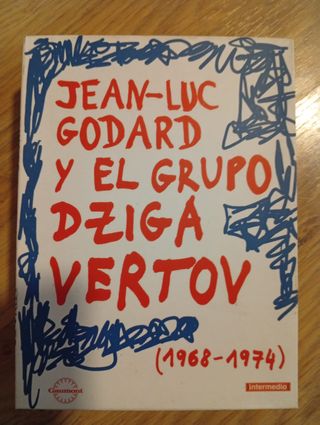 JEAN-LUC
GODARD
Y EL GRUPO
DZIGA
VERTOV
(1968-1974)
Gaumont
intermedio